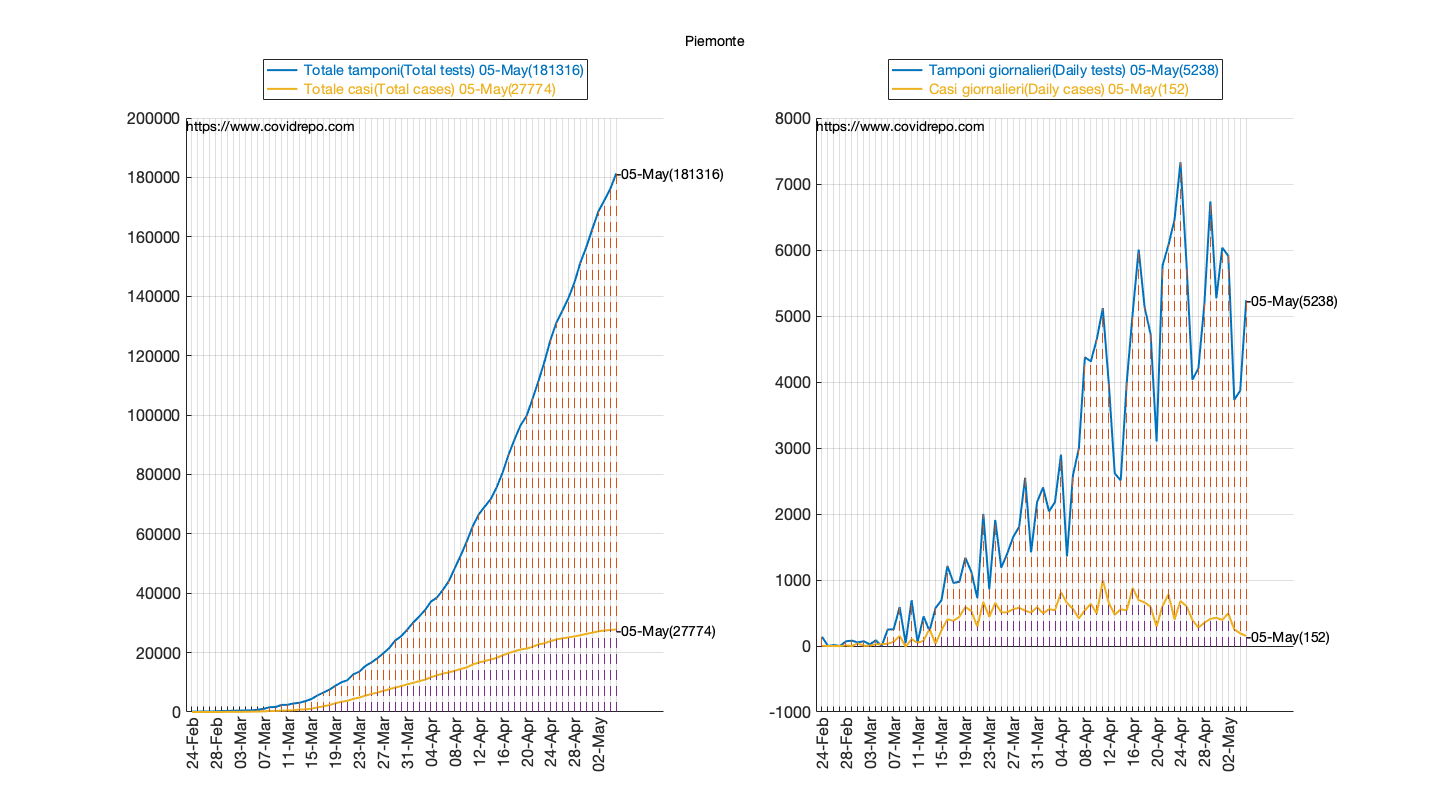 Piemonte
Totale tamponi(Total tests) 05-May(181316)
Totale casi(Total cases) 05-May(27774)
https://www.covidrepo.com
200000
180000
160000
140000
120000
100000
80000
60000
40000
20000
0
05-May(181316)
05-May(27774)
24-Feb
28-Feb
03-Mar
07-Mar
11-Mar
15-Mar
19-Mar
23-Mar
27-Mar
31-Mar
04-Apr
08-Apr
12-Apr
16-Apr
20-Apr
24-Apr
28-Apr
02-May
Tamponi giornalieri(Daily tests) 05-May(5238)
Casi giornalieri(Daily cases) 05-May(152)
https://www.covidrepo.com
8000
7000
6000
5000
4000
3000
2000
1000
0
-1000
05-May(5238)
05-May(152)
24-Feb
28-Feb
03-Mar
07-Mar
11-Mar
15-Mar
19-Mar
23-Mar
27-Mar
31-Mar
04-Apr
08-Apr
12-Apr
16-Apr
20-Apr
24-Apr
28-Apr
02-May